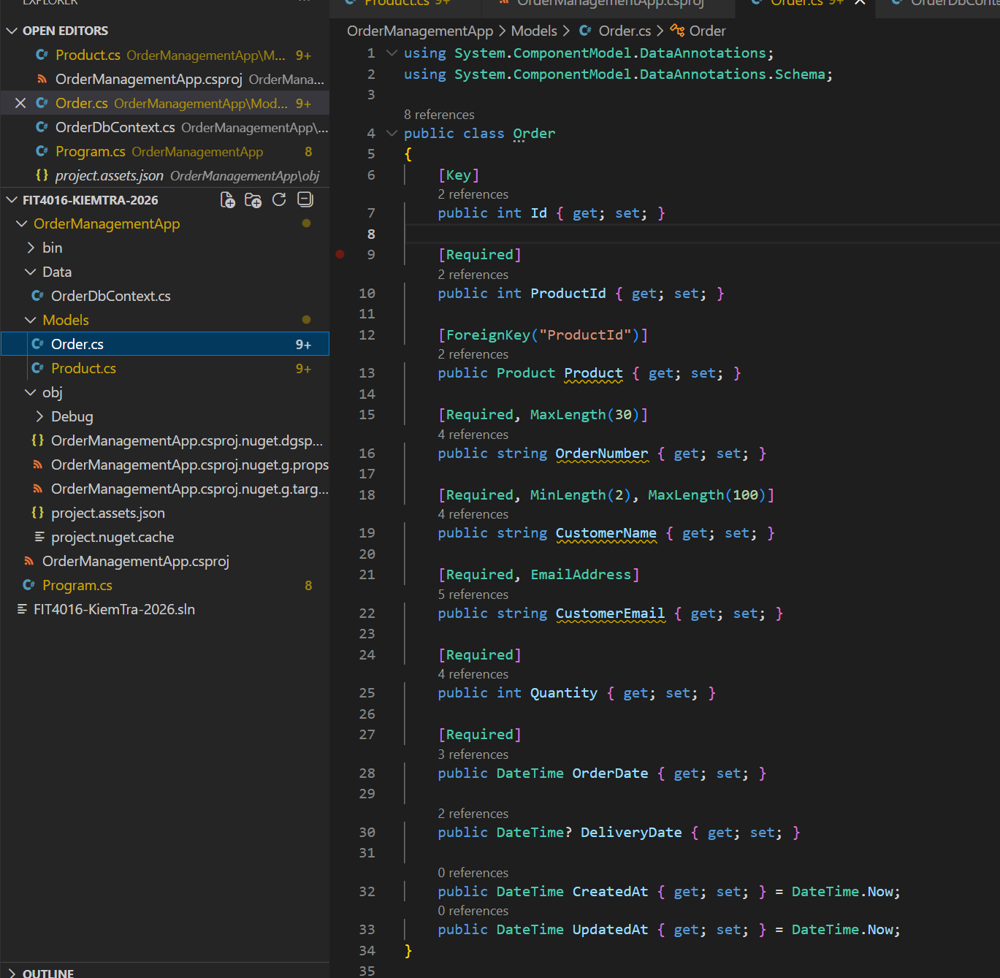 EXPLORER
OPEN EDITORS
Product.cs OrderManagementApp\M... 9+
OrderManagementApp.csproj OrderMana...
Order.cs OrderManagementApp\Mod... 9+
OrderDbContext.cs OrderManagementApp\...
Program.cs OrderManagementApp 8
{} project.assets.json OrderManagementApp\obj
FIT4016-KIEMTRA-2026
OrderManagementApp
bin
Data
OrderDbContext.cs
Models
Order.cs 9+
Product.cs 9+
obj
Debug
{} OrderManagementApp.csproj.nuget.dgsp...
OrderManagementApp.csproj.nuget.g.props
OrderManagementApp.csproj.nuget.g.targ...
{} project.assets.json
project.nuget.cache
OrderManagementApp.csproj
Program.cs 8
FIT4016-KiemTra-2026.sln
OUTLINE
Product.cs 9+ OrderManagementApp.csproj Order.cs 9+ OrderDbConte
OrderManagementApp > Models > Order.cs > Order
1 using System.ComponentModel.DataAnnotations;
2 using System.ComponentModel.DataAnnotations.Schema;
3
8 references
4 public class Order
5 {
6 [Key]
2 references
7 public int Id { get; set; }
8
9 [Required]
2 references
10 public int ProductId { get; set; }
11
12 [ForeignKey("ProductId")]
2 references
13 public Product Product { get; set; }
14
15 [Required, MaxLength(30)]
4 references
16 public string OrderNumber { get; set; }
17
18 [Required, MinLength(2), MaxLength(100)]
4 references
19 public string CustomerName { get; set; }
20
21 [Required, EmailAddress]
5 references
22 public string CustomerEmail { get; set; }
23
24 [Required]
4 references
25 public int Quantity { get; set; }
26
27 [Required]
3 references
28 public DateTime OrderDate { get; set; }
29
2 references
30 public DateTime? DeliveryDate { get; set; }
31
0 references
32 public DateTime CreatedAt { get; set; } = DateTime.Now;
0 references
33 public DateTime UpdatedAt { get; set; } = DateTime.Now;
34 }
35